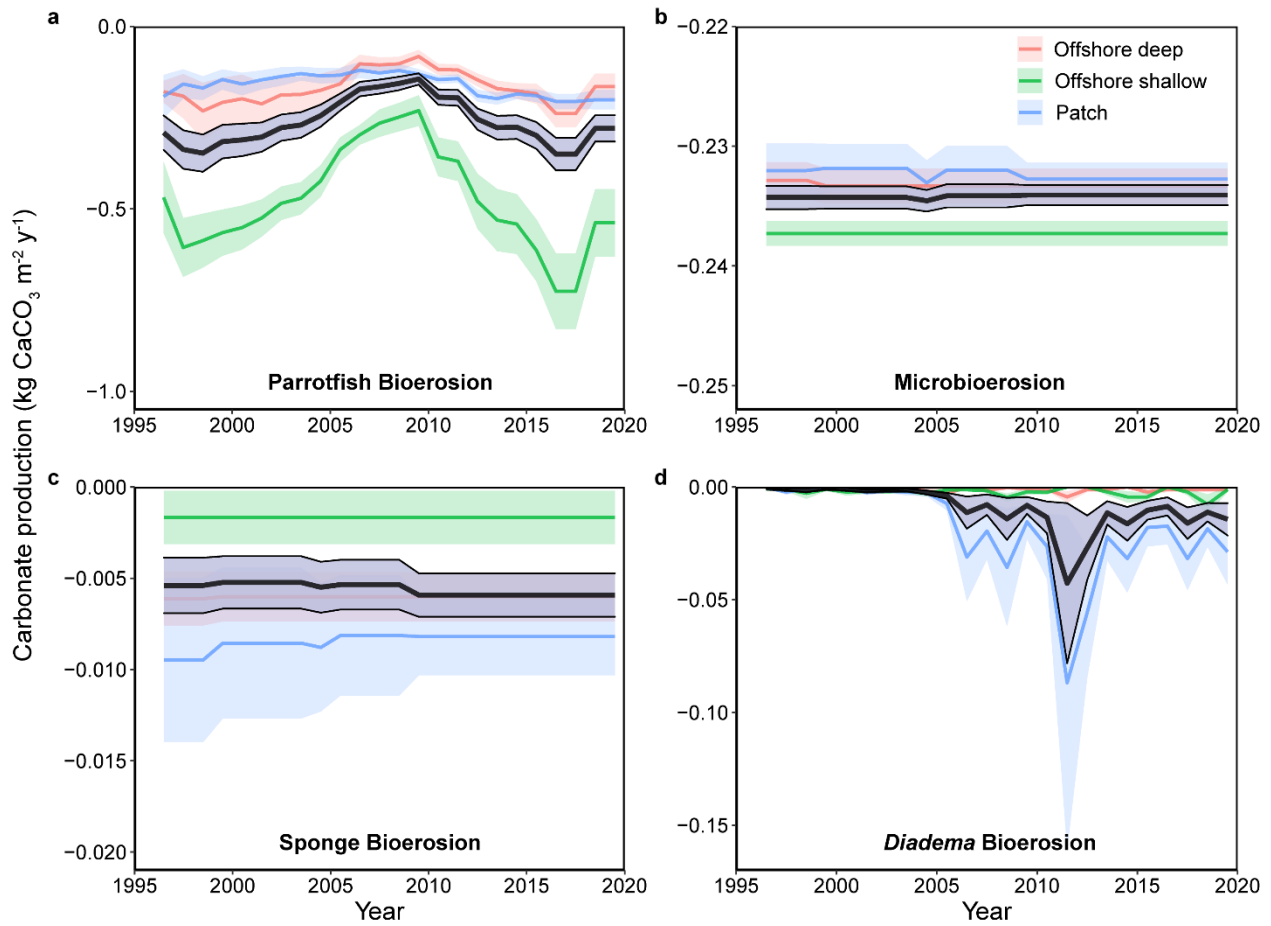 a
b
0.0
−0.5
−1.0
1995 2000 2005 2010 2015 2020
Parrotfish Bioerosion
−0.22
−0.23
−0.24
−0.25
1995 2000 2005 2010 2015 2020
Microbioerosion
Offshore deep
Offshore shallow
Patch
Carbonate production (kg CaCO₃ m⁻² y⁻¹)
c
d
0.000
−0.005
−0.010
−0.015
−0.020
1995 2000 2005 2010 2015 2020
Sponge Bioerosion
Year
0.00
−0.05
−0.10
−0.15
1995 2000 2005 2010 2015 2020
Diadema Bioerosion
Year